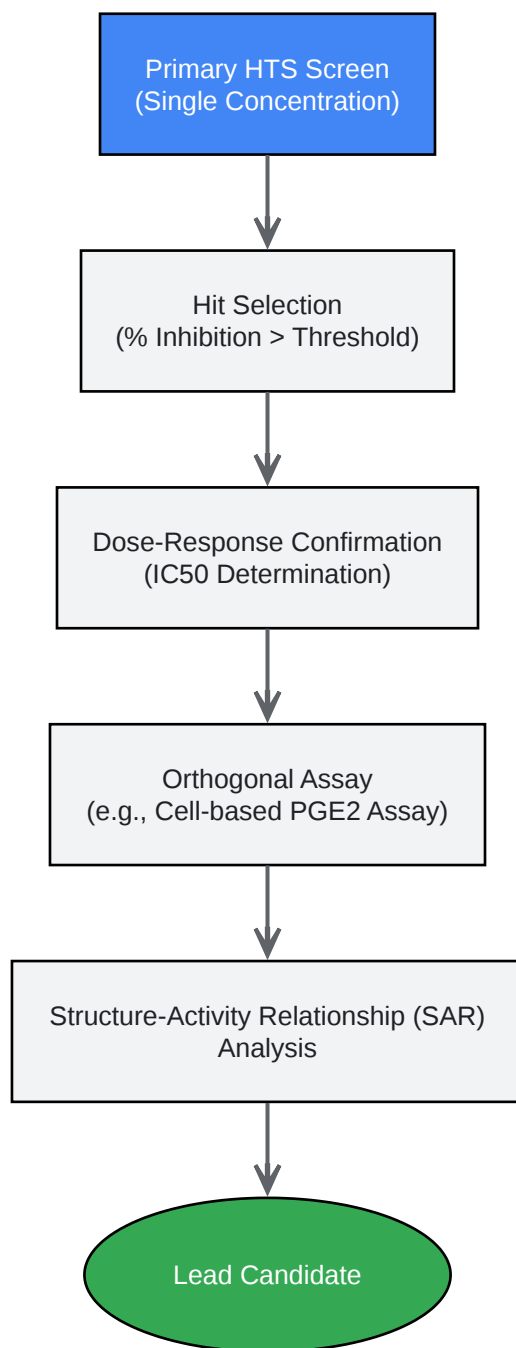 Primary HTS Screen
(Single Concentration)
Hit Selection
(% Inhibition > Threshold)
Dose-Response Confirmation
(IC50 Determination)
Orthogonal Assay
(e.g., Cell-based PGE2 Assay)
Structure-Activity Relationship (SAR)
Analysis
Lead Candidate